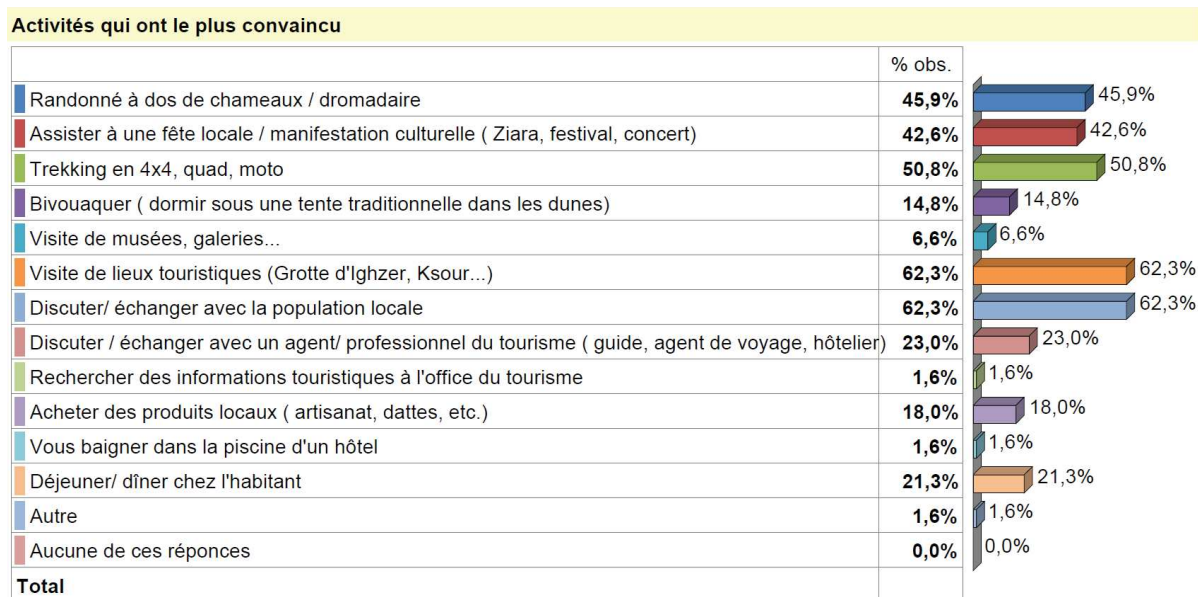 Activités qui ont le plus convaincu
% obs.
Randonné à dos de chameaux / dromadaire 45,9% 45,9%
Assister à une fête locale / manifestation culturelle ( Ziara, festival, concert) 42,6% 42,6%
Trekking en 4x4, quad, moto 50,8% 50,8%
Bivouaquer ( dormir sous une tente traditionnelle dans les dunes) 14,8% 14,8%
Visite de musées, galeries... 6,6% 6,6%
Visite de lieux touristiques (Grotte d'Ighzer, Ksour...) 62,3% 62,3%
Discuter/ échanger avec la population locale 62,3% 62,3%
Discuter / échanger avec un agent/ professionnel du tourisme ( guide, agent de voyage, hôtelier) 23,0% 23,0%
Rechercher des informations touristiques à l'office du tourisme 1,6% 1,6%
Acheter des produits locaux ( artisanat, dattes, etc.) 18,0% 18,0%
Vous baigner dans la piscine d'un hôtel 1,6% 1,6%
Déjeuner/ dîner chez l'habitant 21,3% 21,3%
Autre 1,6% 1,6%
Aucune de ces réponces 0,0% 0,0%
Total